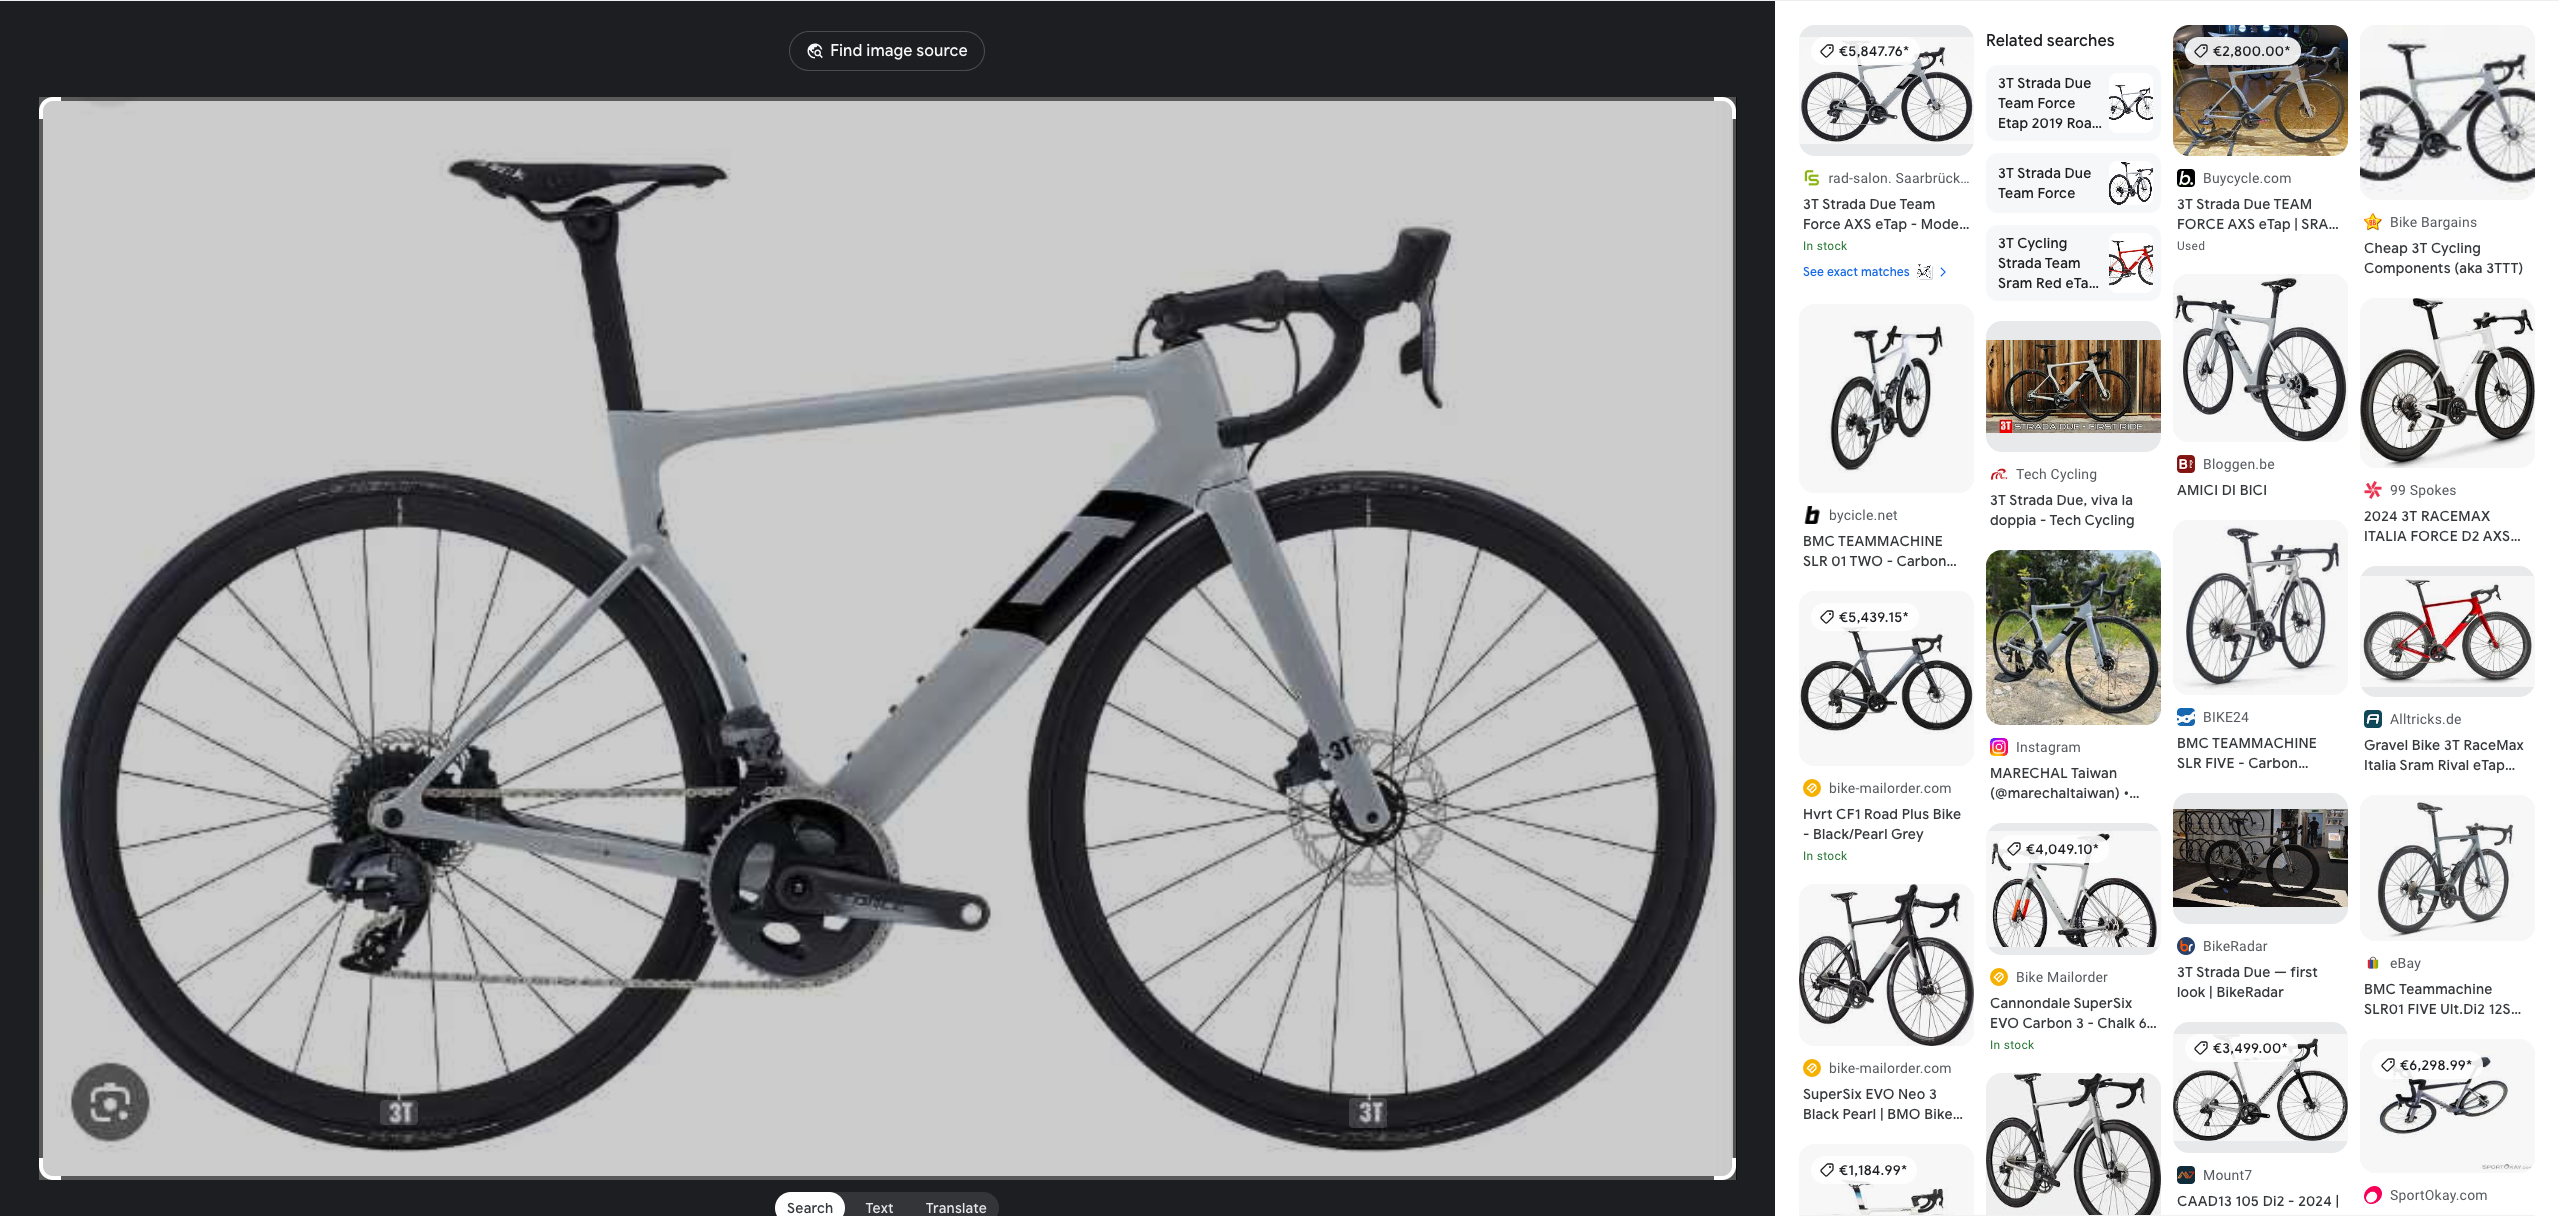 Find image source
3T
3T
3T
Search
Text
Translate
€5,847.76*
rad-salon. Saarbrück...
3T Strada Due Team
Force AXS eTap - Mode...
In stock
See exact matches
bycicle.net
BMC TEAMMACHINE
SLR 01 TWO - Carbon...
€5,439.15*
bike-mailorder.com
Hvrt CF1 Road Plus Bike
- Black/Pearl Grey
In stock
bike-mailorder.com
SuperSix EVO Neo 3
Black Pearl | BMO Bike...
€1,184.99*
Related searches
3T Strada Due
Team Force
Etap 2019 Roa...
3T Strada Due
Team Force
3T Cycling
Strada Team
Sram Red eTa...
3T STRADA DUE - FIRST RIDE
Tech Cycling
3T Strada Due, viva la
doppia - Tech Cycling
Instagram
MARECHAL Taiwan
(@marechaltaiwan) •...
€4,049.10*
Bike Mailorder
Cannondale SuperSix
EVO Carbon 3 - Chalk 6...
In stock
€2,800.00*
Buycycle.com
3T Strada Due TEAM
FORCE AXS eTap | SRA...
Used
Bloggen.be
AMICI DI BICI
BIKE24
BMC TEAMMACHINE
SLR FIVE - Carbon...
BikeRadar
3T Strada Due — first
look | BikeRadar
€3,499.00*
Mount7
CAAD13 105 Di2 - 2024 |
Bike Bargains
Cheap 3T Cycling
Components (aka 3TTT)
99 Spokes
2024 3T RACEMAX
ITALIA FORCE D2 AXS...
Alltricks.de
Gravel Bike 3T RaceMax
Italia Sram Rival eTap...
eBay
BMC Teammachine
SLR01 FIVE Ult.Di2 12S...
€6,298.99*
SportOkay.com